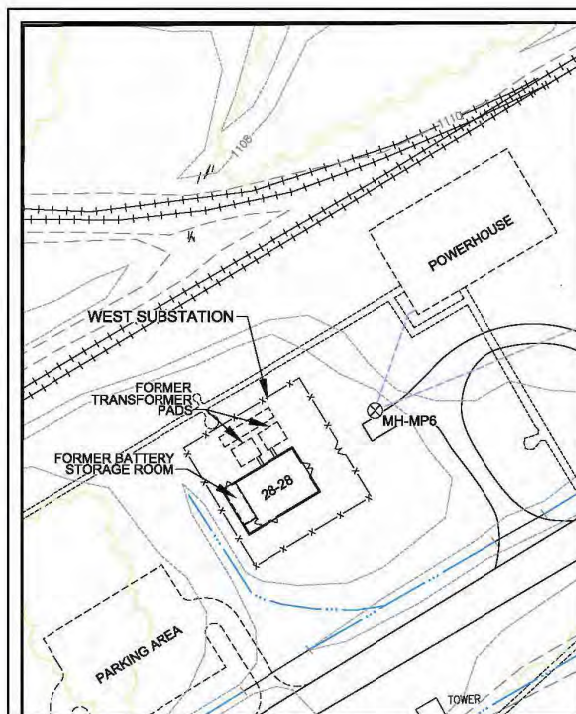 1110
1108
POWERHOUSE
WEST SUBSTATION
FORMER
TRANSFORMER
PADS
MH-MP6
FORMER BATTERY
STORAGE ROOM
28-28
PARKING AREA
TOWER